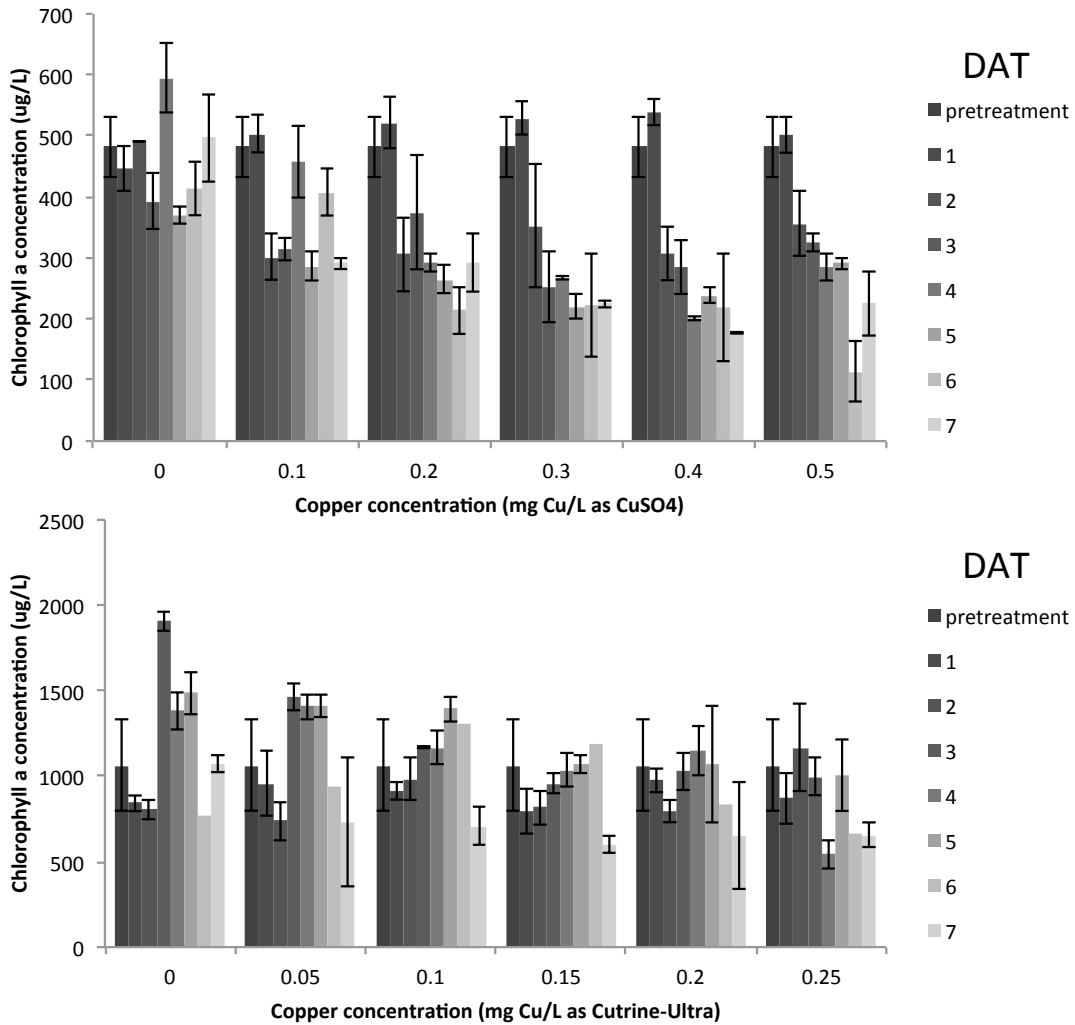 700
600
500
400
300
200
100
0
Chlorophyll a concentration (ug/L)
0 0.1 0.2 0.3 0.4 0.5
Copper concentration (mg Cu/L as CuSO4)
DAT
pretreatment
1
2
3
4
5
6
7
2500
2000
1500
1000
500
0
Chlorophyll a concentration (ug/L)
0 0.05 0.1 0.15 0.2 0.25
Copper concentration (mg Cu/L as Cutrine-Ultra)
DAT
pretreatment
1
2
3
4
5
6
7